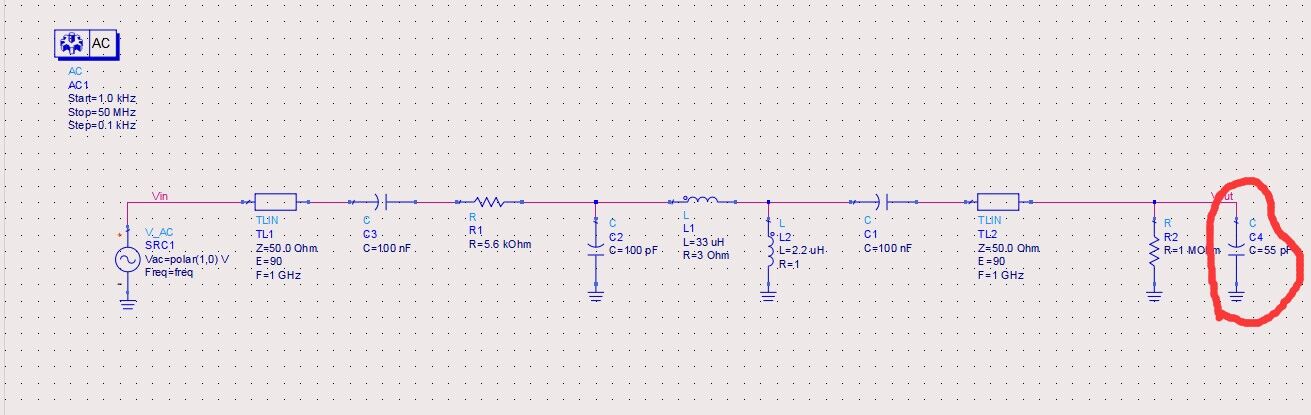 AC
AC
AC1
Start=1.0 kHz
Stop=50 MHz
Step=0.1 kHz
Vin
V_AC
SRC1
Vac=polar(1,0) V
Freq=freq
TLIN
TL1
Z=50.0 Ohm
E=90
F=1 GHz
C
C3
C=100 nF
R
R1
R=5.6 kOhm
C
C2
C=100 pF
L
L1
L=33 uH
R=3 Ohm
L
L2
L=2.2 uH
R=1
C
C1
C=100 nF
TLIN
TL2
Z=50.0 Ohm
E=90
F=1 GHz
R
R2
R=1 MOhm
C
C4
C=55 pF